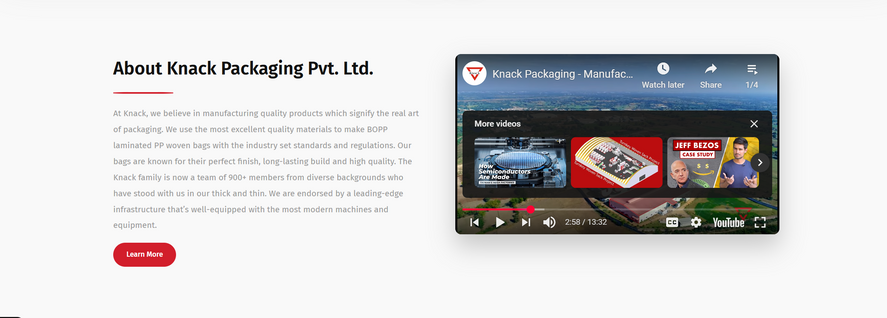 About Knack Packaging Pvt. Ltd.
At Knack, we believe in manufacturing quality products which signify the real art
of packaging. We use the most excellent quality materials to make BOPP
laminated PP woven bags with the industry set standards and regulations. Our
bags are known for their perfect finish, long-lasting build and high quality. The
Knack family is now a team of 900+ members from diverse backgrounds who
have stood with us in our thick and thin. We are endorsed by a leading-edge
infrastructure that's well-equipped with the most modern machines and
equipment.
Learn More
Knack Packaging - Manufac...
Watch later
Share
1/4
More videos
How
Semiconductors
Are Made
JEFF BEZOS
CASE STUDY
2:58 / 13:32
CC
YouTube